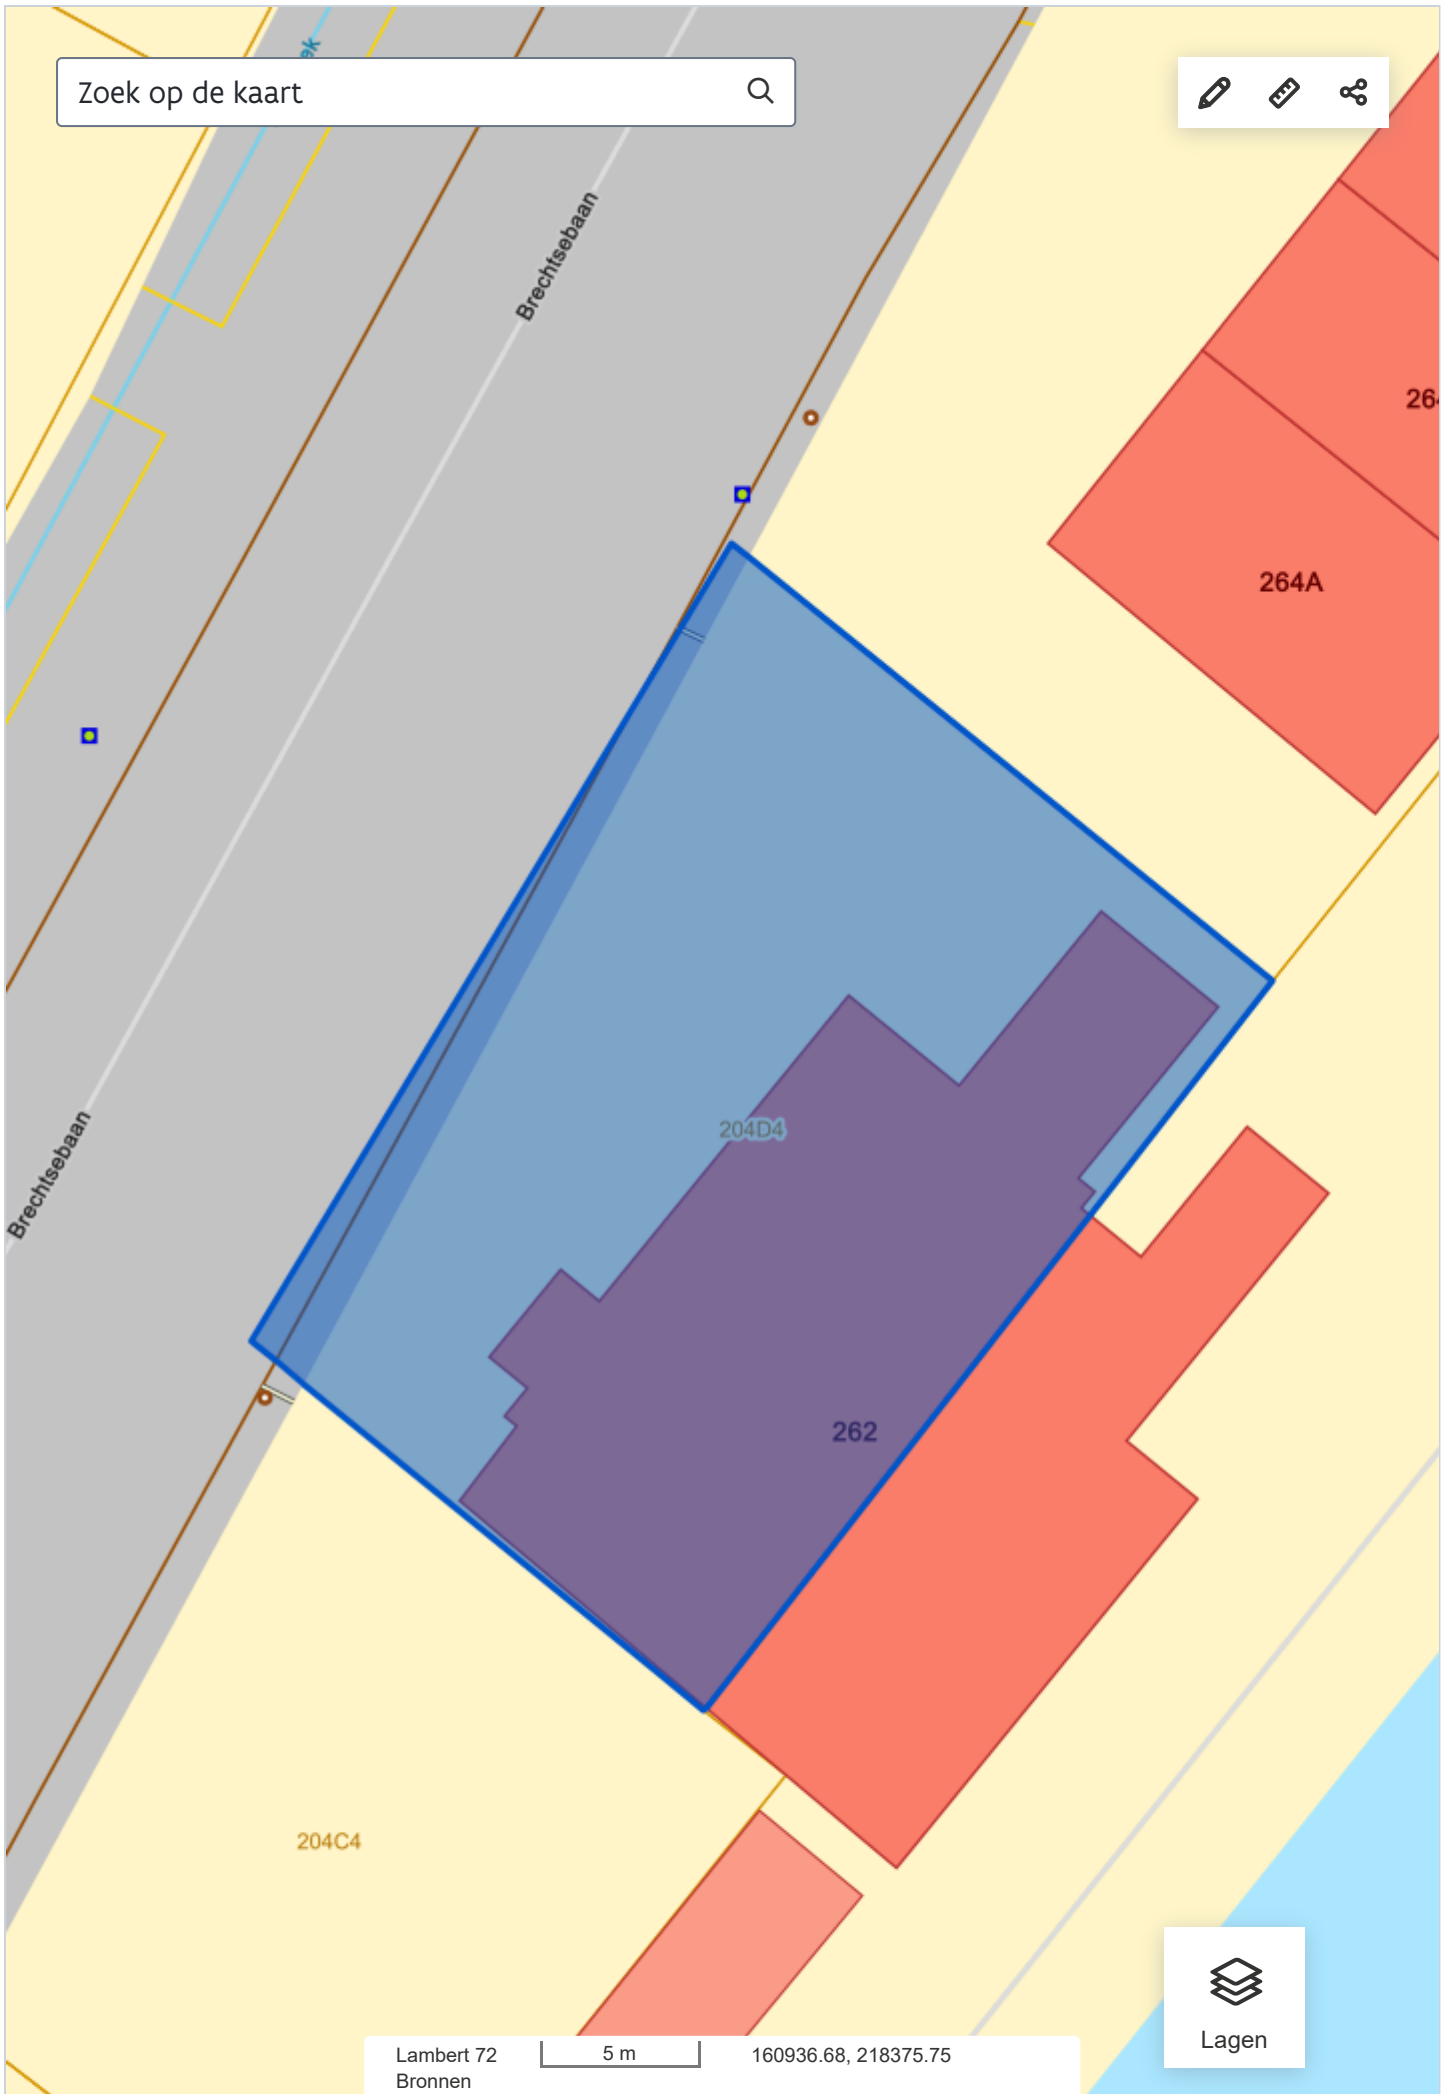 Zoek op de kaart
Brechtsebaan
264A
204D4
Brechtsebaan
262
204C4
Lagen
Lambert 72
5 m
160936.68, 218375.75
Bronnen